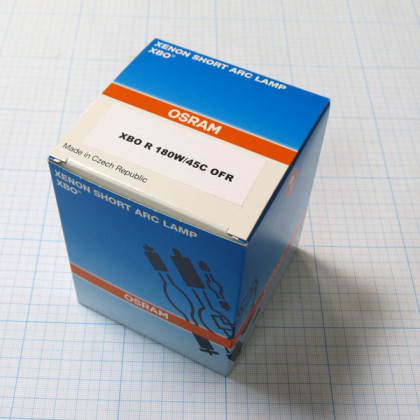 XENON SHORT ARC LAMP
XBO®
OSRAM
XBO R 180W/45C OFR
Made in Czech Republic
XENON SHORT ARC LAMP
XBO®
OSRAM